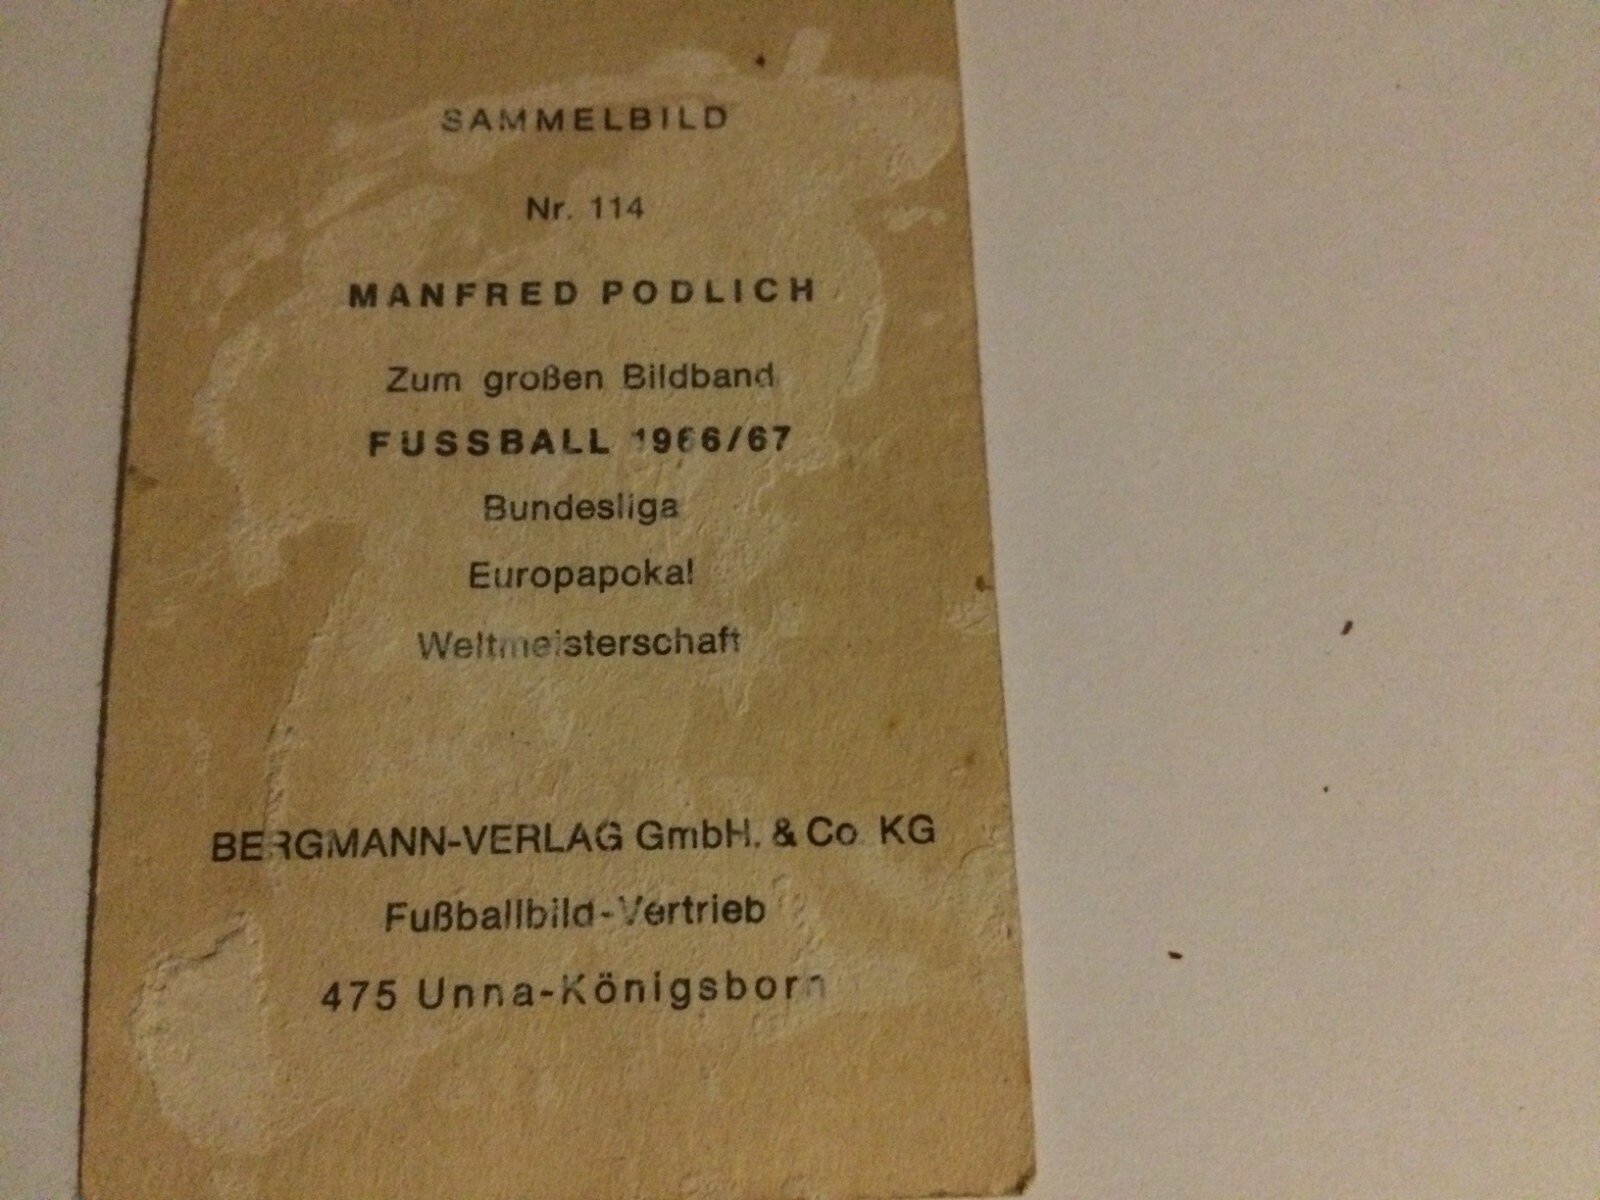 SAMMELBILD
Nr. 114
MANFRED PODLICH
Zum großen Bildband
FUSSBALL 1966/67
Bundesliga
Europapokal
Weltmeisterschaft
BERGMANN-VERLAG GmbH. & Co. KG
Fußballbild-Vertrieb
475 Unna-Königsborn